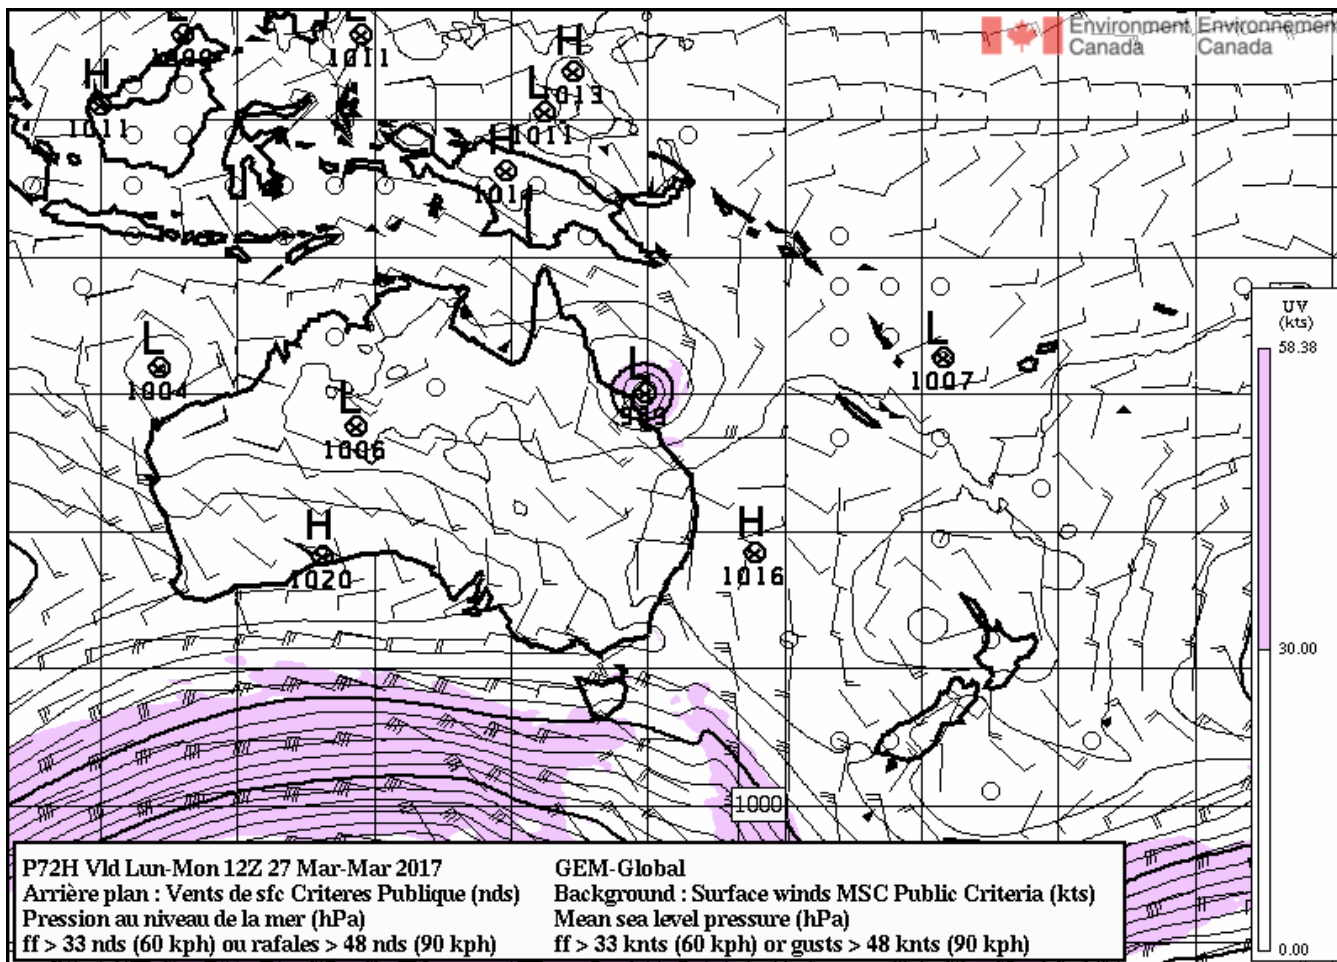 L
L
H
Environment Environnement
Canada Canada
1011
L
H
1013
1011
1011
H
1014
UV
(kts)
58.38
L
L
L
1004
1007
L
1006
H
H
1020
1016
30.00
1000
P72H Vld Lun-Mon 12Z 27 Mar-Mar 2017
GEM-Global
Arrière plan : Vents de sfc Criteres Publique (nds)
Background : Surface winds MSC Public Criteria (kts)
Pression au niveau de la mer (hPa)
Mean sea level pressure (hPa)
ff > 33 nds (60 kph) ou rafales > 48 nds (90 kph)
ff > 33 knts (60 kph) or gusts > 48 knts (90 kph)
0.00